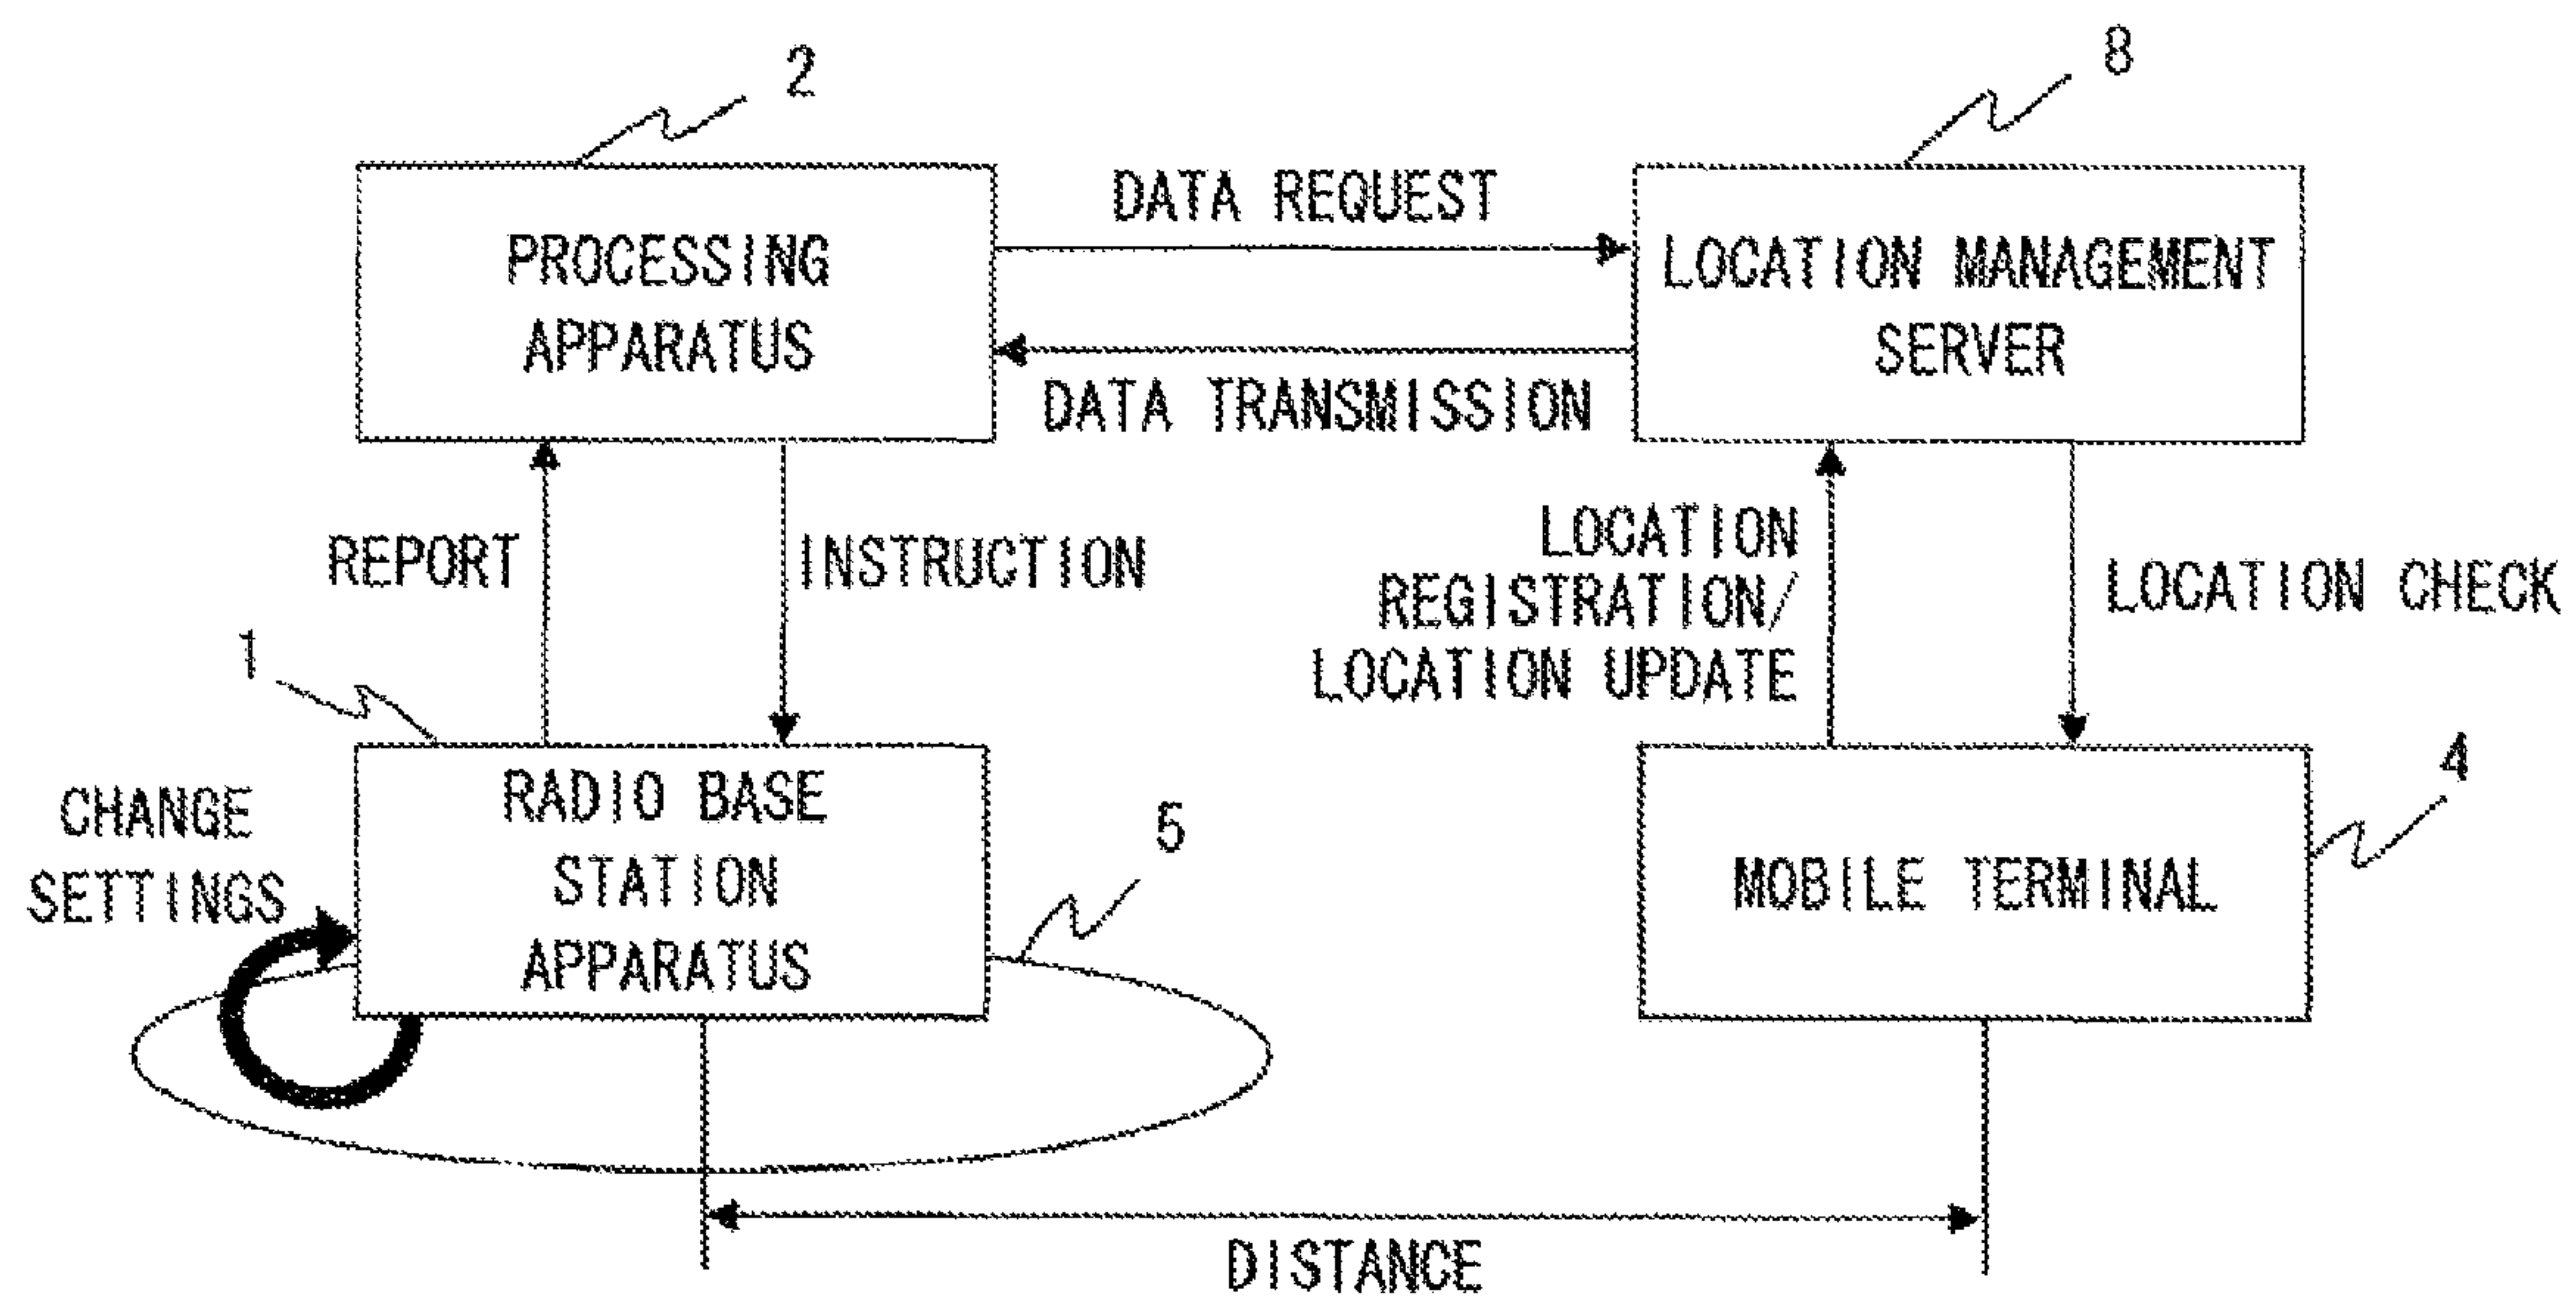 2
8
PROCESSING
APPARATUS
DATA REQUEST
LOCATION MANAGEMENT
SERVER
DATA TRANSMISSION
REPORT
INSTRUCTION
LOCATION
REGISTRATION/
LOCATION UPDATE
LOCATION CHECK
1
RADIO BASE
STATION
APPARATUS
CHANGE
SETTINGS
5
4
MOBILE TERMINAL
DISTANCE